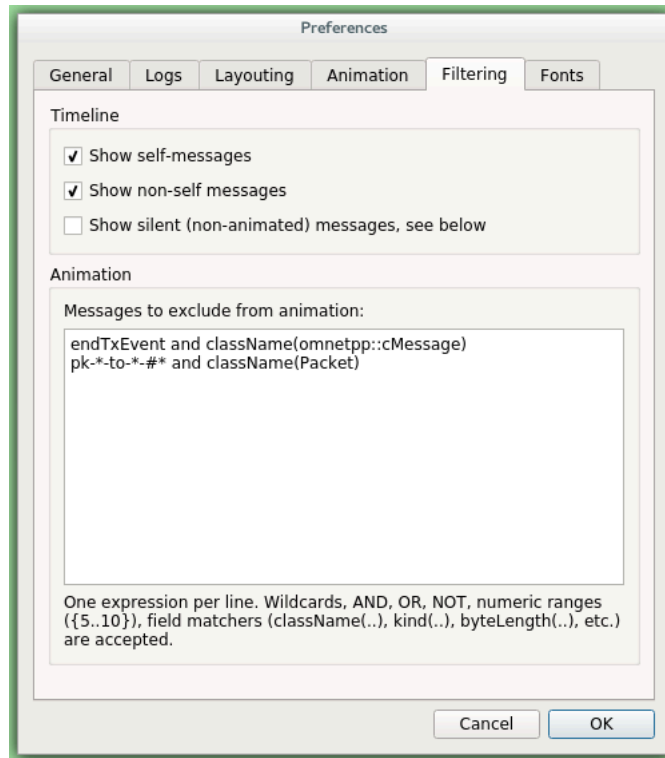 Preferences
General Logs Layouting Animation Filtering Fonts
Timeline
Show self-messages
Show non-self messages
Show silent (non-animated) messages, see below
Animation
Messages to exclude from animation:
endTxEvent and className(omnetpp::cMessage)
pk-*-to-*-#* and className(Packet)
One expression per line. Wildcards, AND, OR, NOT, numeric ranges
({5..10}), field matchers (className(..), kind(..), byteLength(..), etc.)
are accepted.
Cancel OK